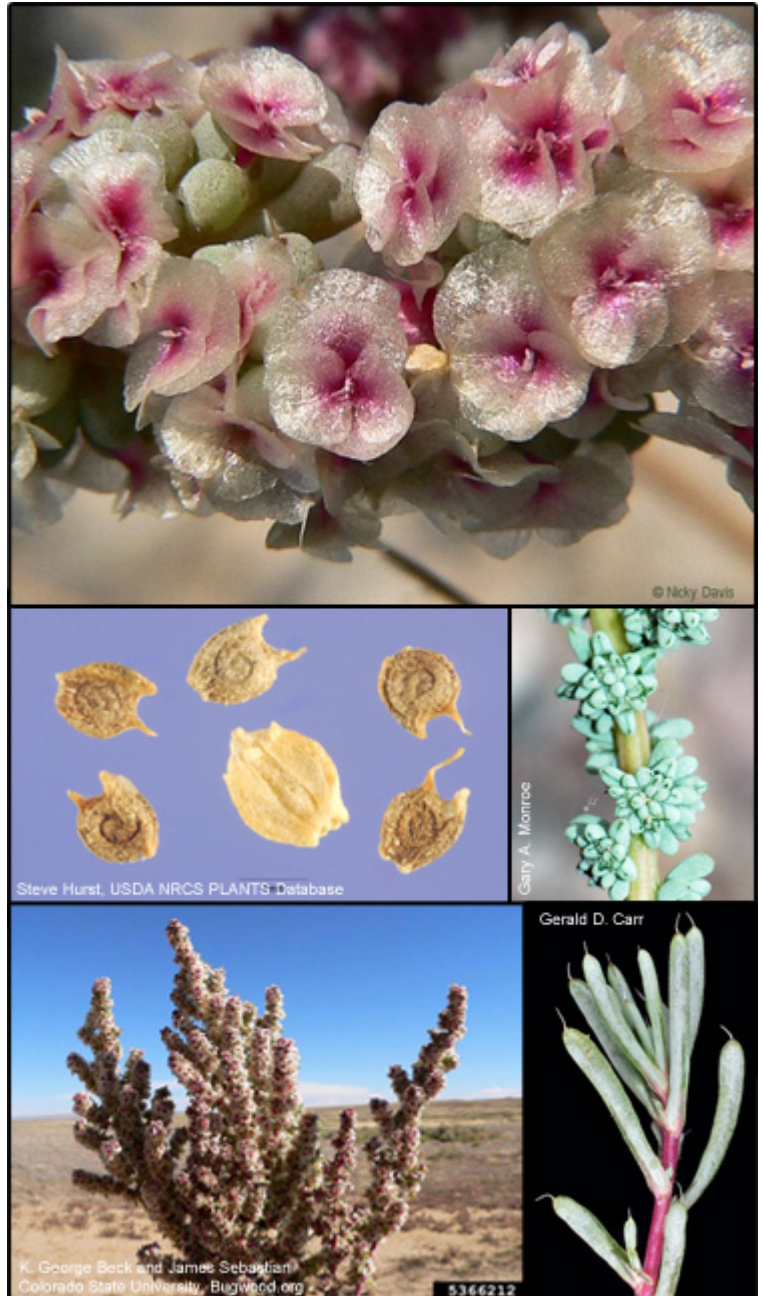 © Nicky Davis
Steve Hurst, USDA NRCS PLANTS Database
Gary A. Monroe
Gerald D. Carr
K. George Beck and James Sebastian
Colorado State University, Bugwood.org
5366212